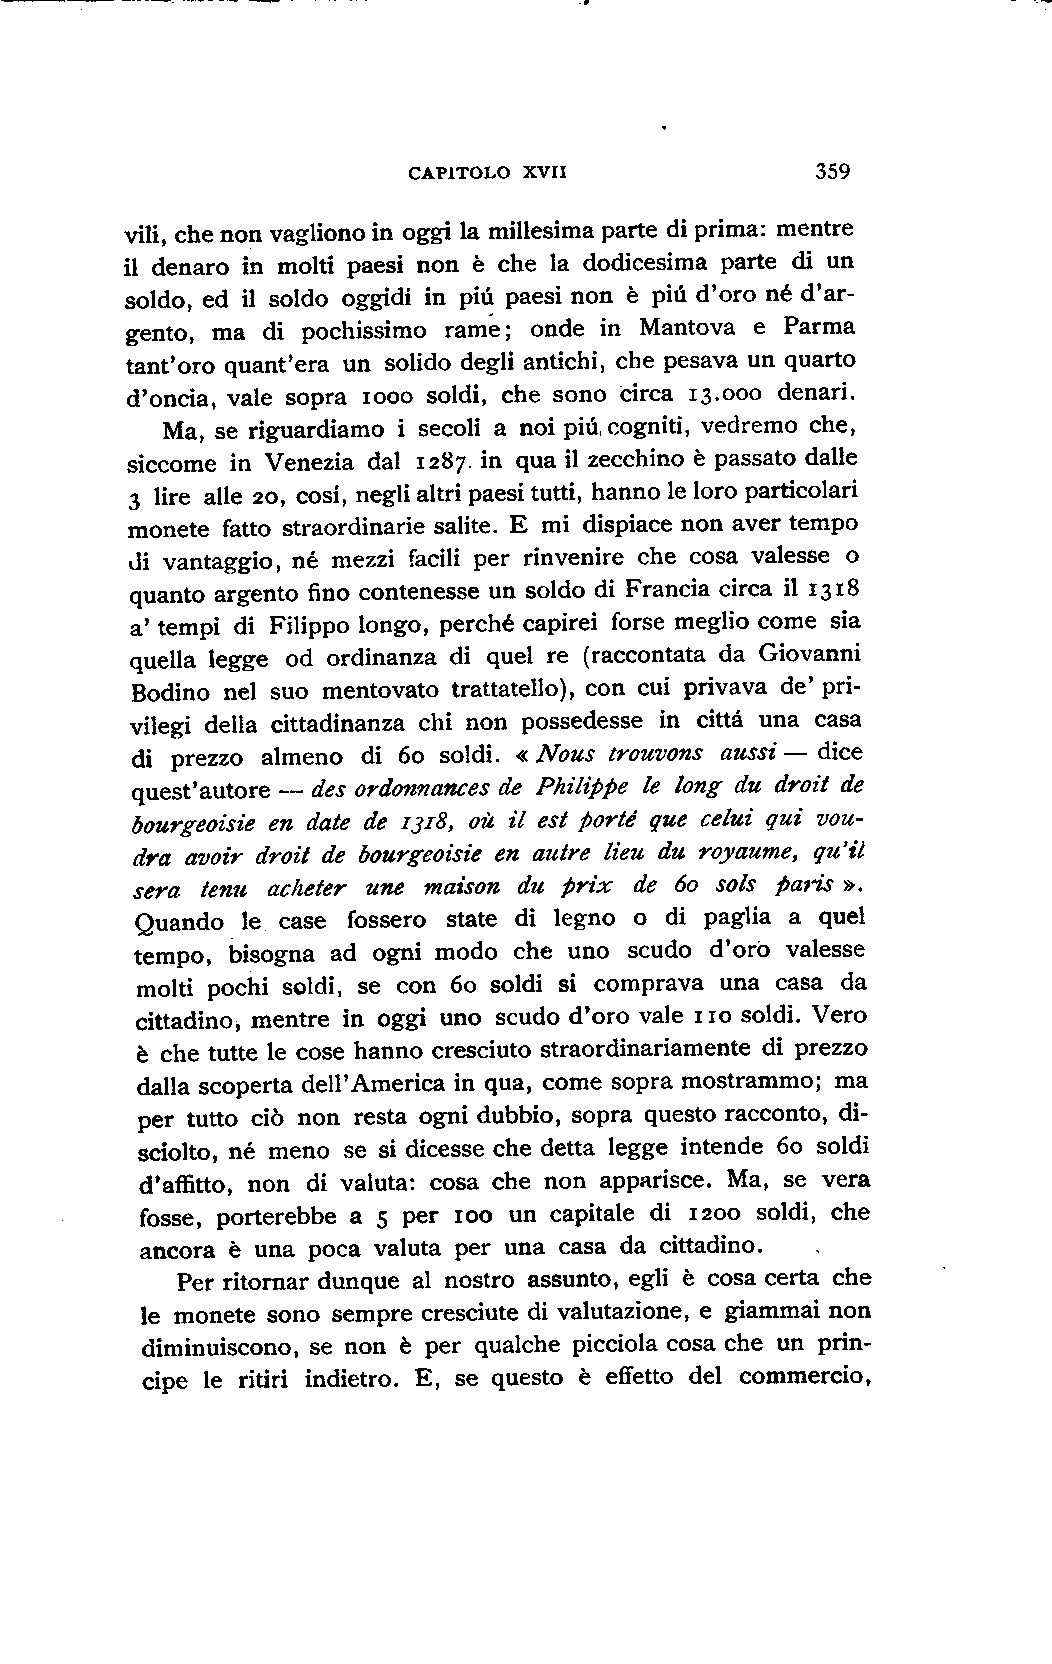 CAPITOLO XVII 359
vili, che non vagliono in oggi la millesima parte di prima: mentre
il denaro in molti paesi non è che la dodicesima parte di un
soldo, ed il soldo oggidi in piú paesi non è piú d'oro né d'ar-
gento, ma di pochissimo rame; onde in Mantova e Parma
tant'oro quant'era un solido degli antichi, che pesava un quarto
d'oncia, vale sopra 1000 soldi, che sono circa 13.000 denari.
Ma, se riguardiamo i secoli a noi piú cogniti, vedremo che,
siccome in Venezia dal 1287 in qua il zecchino è passato dalle
3 lire alle 20, cosí, negli altri paesi tutti, hanno le loro particolari
monete fatto straordinarie salite. E mi dispiace non aver tempo
di vantaggio, né mezzi facili per rinvenire che cosa valesse o
quanto argento fino contenesse un soldo di Francia circa il 1318
a' tempi di Filippo longo, perché capirei forse meglio come sia
quella legge od ordinanza di quel re (raccontata da Giovanni
Bodino nel suo mentovato trattatello), con cui privava de' pri-
vilegi della cittadinanza chi non possedesse in cittá una casa
di prezzo almeno di 60 soldi. « Nous trouvons aussi — dice
quest'autore — des ordonnances de Philippe le long du droit de
bourgeoisie en date de 1318, où il est porté que celui qui vou-
dra avoir droit de bourgeoisie en autre lieu du royaume, qu'il
sera tenu acheter une maison du prix de 60 sols paris ».
Quando le case fossero state di legno o di paglia a quel
tempo, bisogna ad ogni modo che uno scudo d'oro valesse
molti pochi soldi, se con 60 soldi si comprava una casa da
cittadino, mentre in oggi uno scudo d'oro vale 110 soldi. Vero
è che tutte le cose hanno cresciuto straordinariamente di prezzo
dalla scoperta dell'America in qua, come sopra mostrammo; ma
per tutto ciò non resta ogni dubbio, sopra questo racconto, di-
sciolto, né meno se si dicesse che detta legge intende 60 soldi
d'affitto, non di valuta: cosa che non apparisce. Ma, se vera
fosse, porterebbe a 5 per 100 un capitale di 1200 soldi, che
ancora è una poca valuta per una casa da cittadino.
Per ritornar dunque al nostro assunto, egli è cosa certa che
le monete sono sempre cresciute di valutazione, e giammai non
diminuiscono, se non è per qualche picciola cosa che un prin-
cipe le ritiri indietro. E, se questo è effetto del commercio,